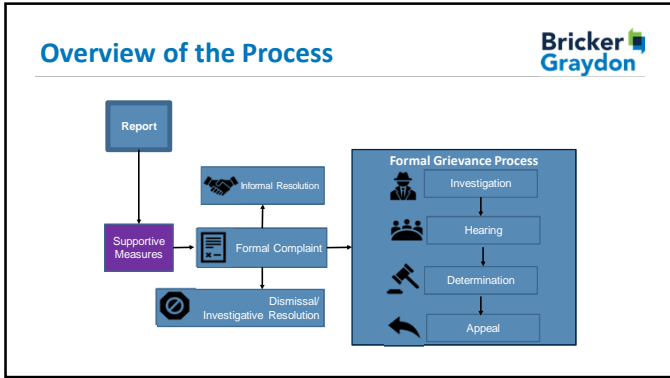 Overview of the Process
Bricker
Graydon
Report
Supportive
Measures
Informal Resolution
Formal Complaint
Dismissal/
Investigative Resolution
Formal Grievance Process
Investigation
Hearing
Determination
Appeal